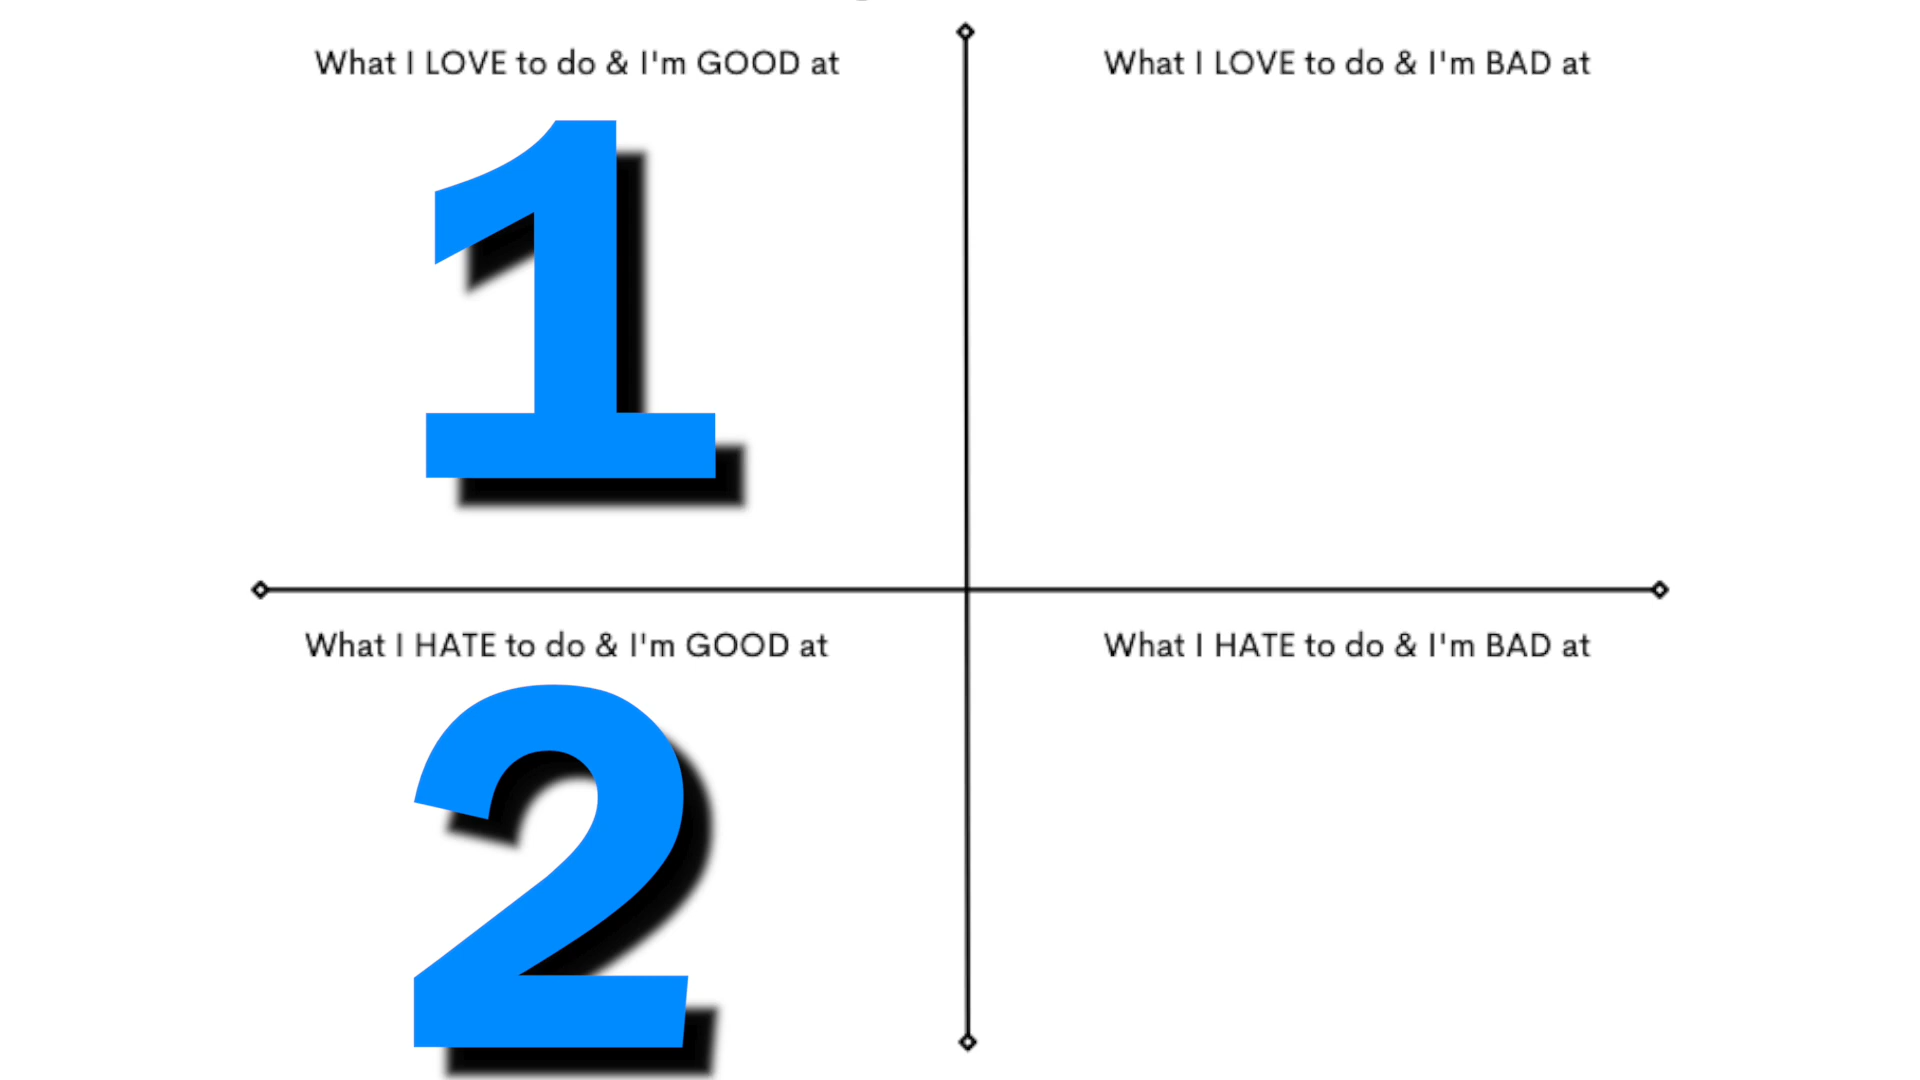 What I LOVE to do & I'm GOOD at
What I LOVE to do & I'm BAD at
1
What I HATE to do & I'm GOOD at
What I HATE to do & I'm BAD at
2